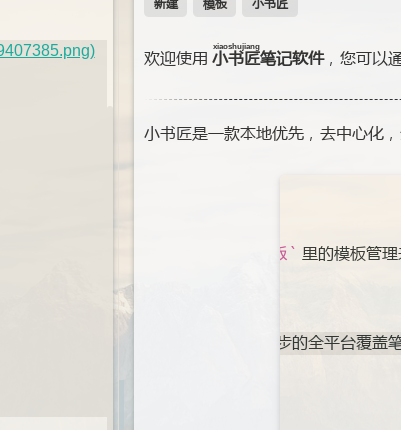 新建 模板 小书匠
9407385.png)
xiaoshujiang
欢迎使用 小书匠笔记软件，您可以通
小书匠是一款本地优先，去中心化，
` 里的模板管理
步的全平台覆盖笔